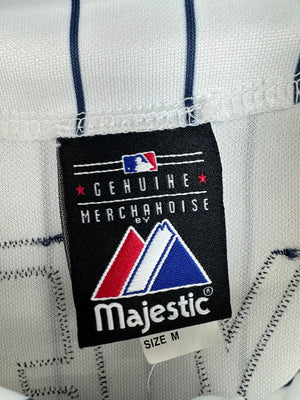 GENUINE
MERCHANDISE
BY
Majestic®
SIZE M